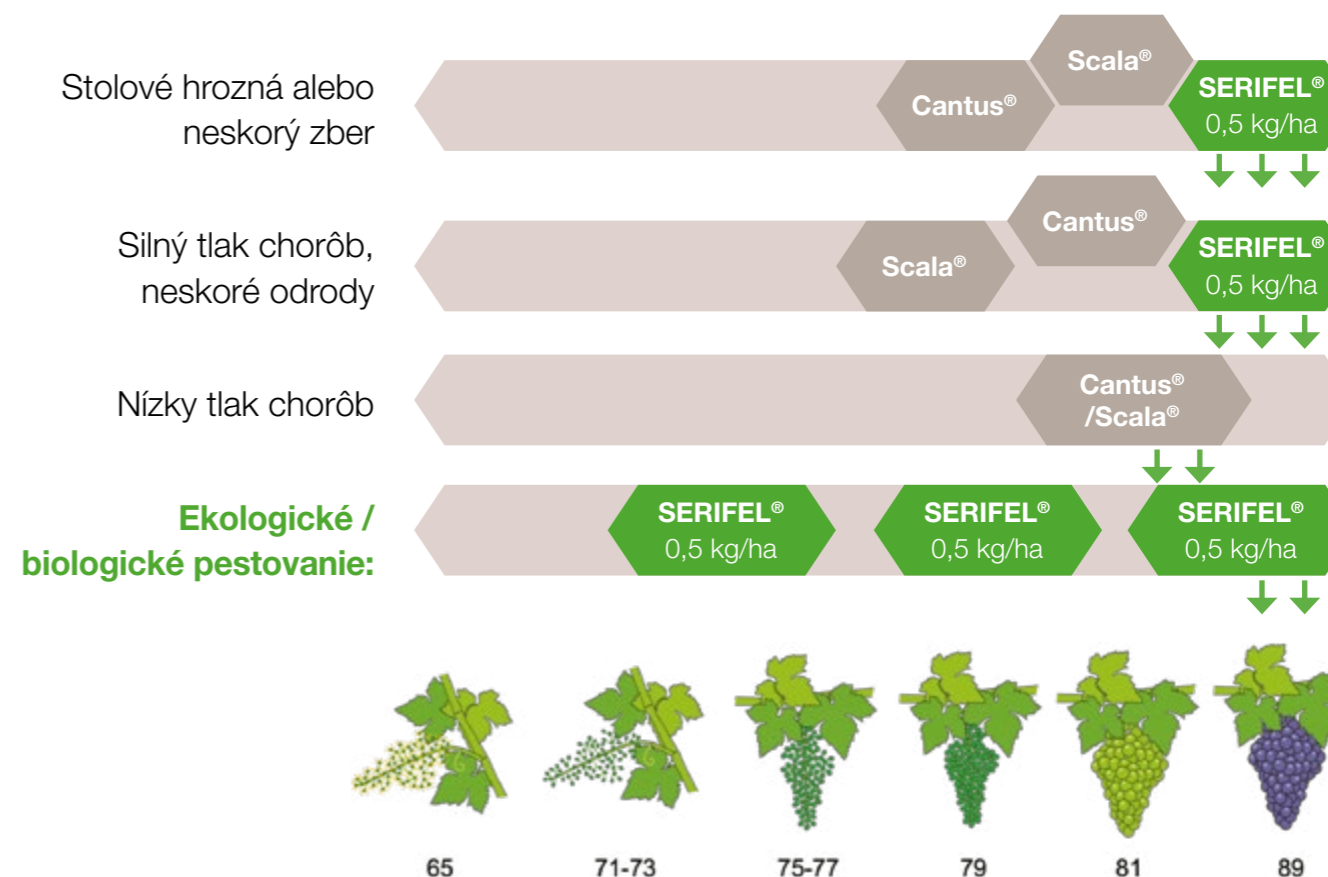 Stolové hrozná alebo
neskorý zber
Cantus®
Scala®
SERIFEL®
0,5 kg/ha
Silný tlak chorôb,
neskoré odrody
Scala®
Cantus®
SERIFEL®
0,5 kg/ha
Nízky tlak chorôb
Cantus®
/Scala®
Ekologické /
biologické pestovanie:
SERIFEL®
0,5 kg/ha
SERIFEL®
0,5 kg/ha
SERIFEL®
0,5 kg/ha
65
71-73
75-77
79
81
89